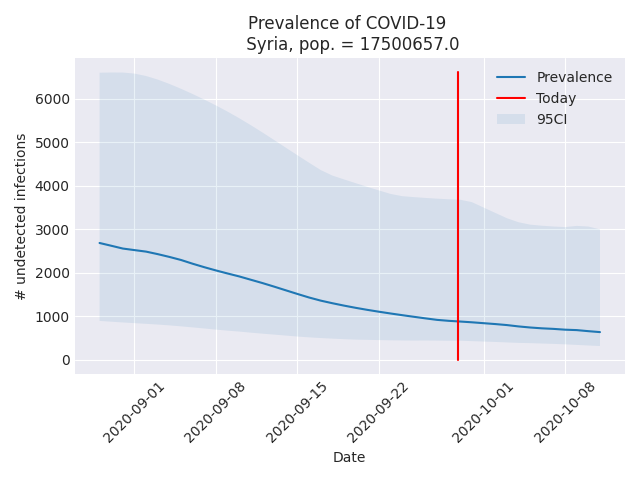 Prevalence of COVID-19
Syria, pop. = 17500657.0
# undetected infections
6000
5000
4000
3000
2000
1000
0
Prevalence
Today
95CI
2020-09-01
2020-09-08
2020-09-15
2020-09-22
2020-10-01
2020-10-08
Date